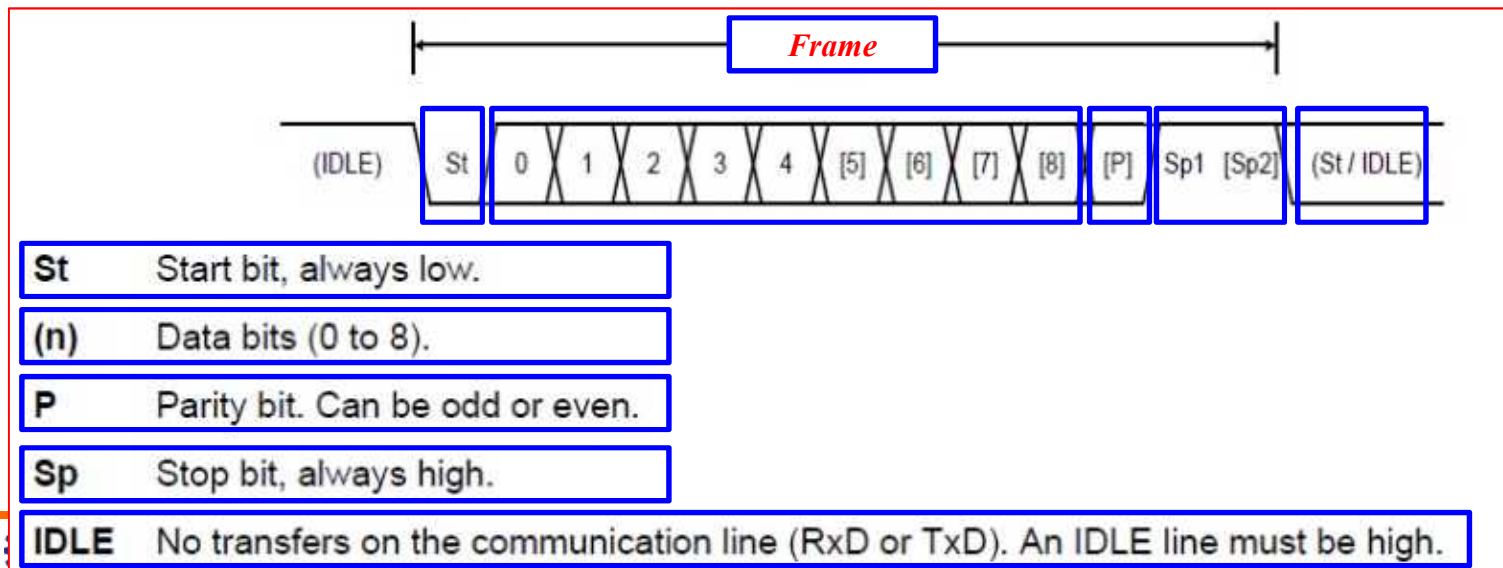 Frame
(IDLE) St 0 1 2 3 4 [5] [6] [7] [8] [P] Sp1 [Sp2] (St / IDLE)
St Start bit, always low.
(n) Data bits (0 to 8).
P Parity bit. Can be odd or even.
Sp Stop bit, always high.
IDLE No transfers on the communication line (RxD or TxD). An IDLE line must be high.